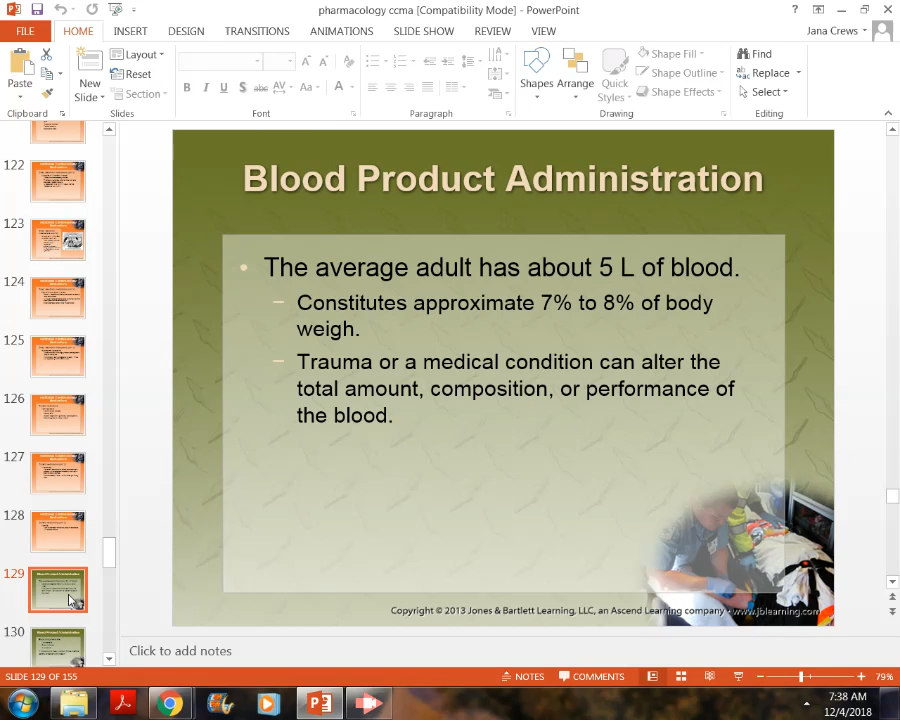 pharmacology ccma [Compatibility Mode] - PowerPoint
FILE HOME INSERT DESIGN TRANSITIONS ANIMATIONS SLIDE SHOW REVIEW VIEW Jana Crews
Paste
New Slide
Layout
Reset
Section
Shapes
Arrange
Quick Styles
Shape Fill
Shape Outline
Shape Effects
Find
Replace
Select
Clipboard Slides Font Paragraph Drawing Editing
122
123
124
125
126
127
128
129
Blood Product Administration
130
Blood Product Administration
Blood Product Administration
• The average adult has about 5 L of blood.
– Constitutes approximate 7% to 8% of body
weigh.
– Trauma or a medical condition can alter the
total amount, composition, or performance of
the blood.
Copyright © 2013 Jones & Bartlett Learning, LLC, an Ascend Learning company • www.jblearning.com
Click to add notes
SLIDE 129 OF 155 NOTES COMMENTS 79%
7:38 AM
12/4/2018